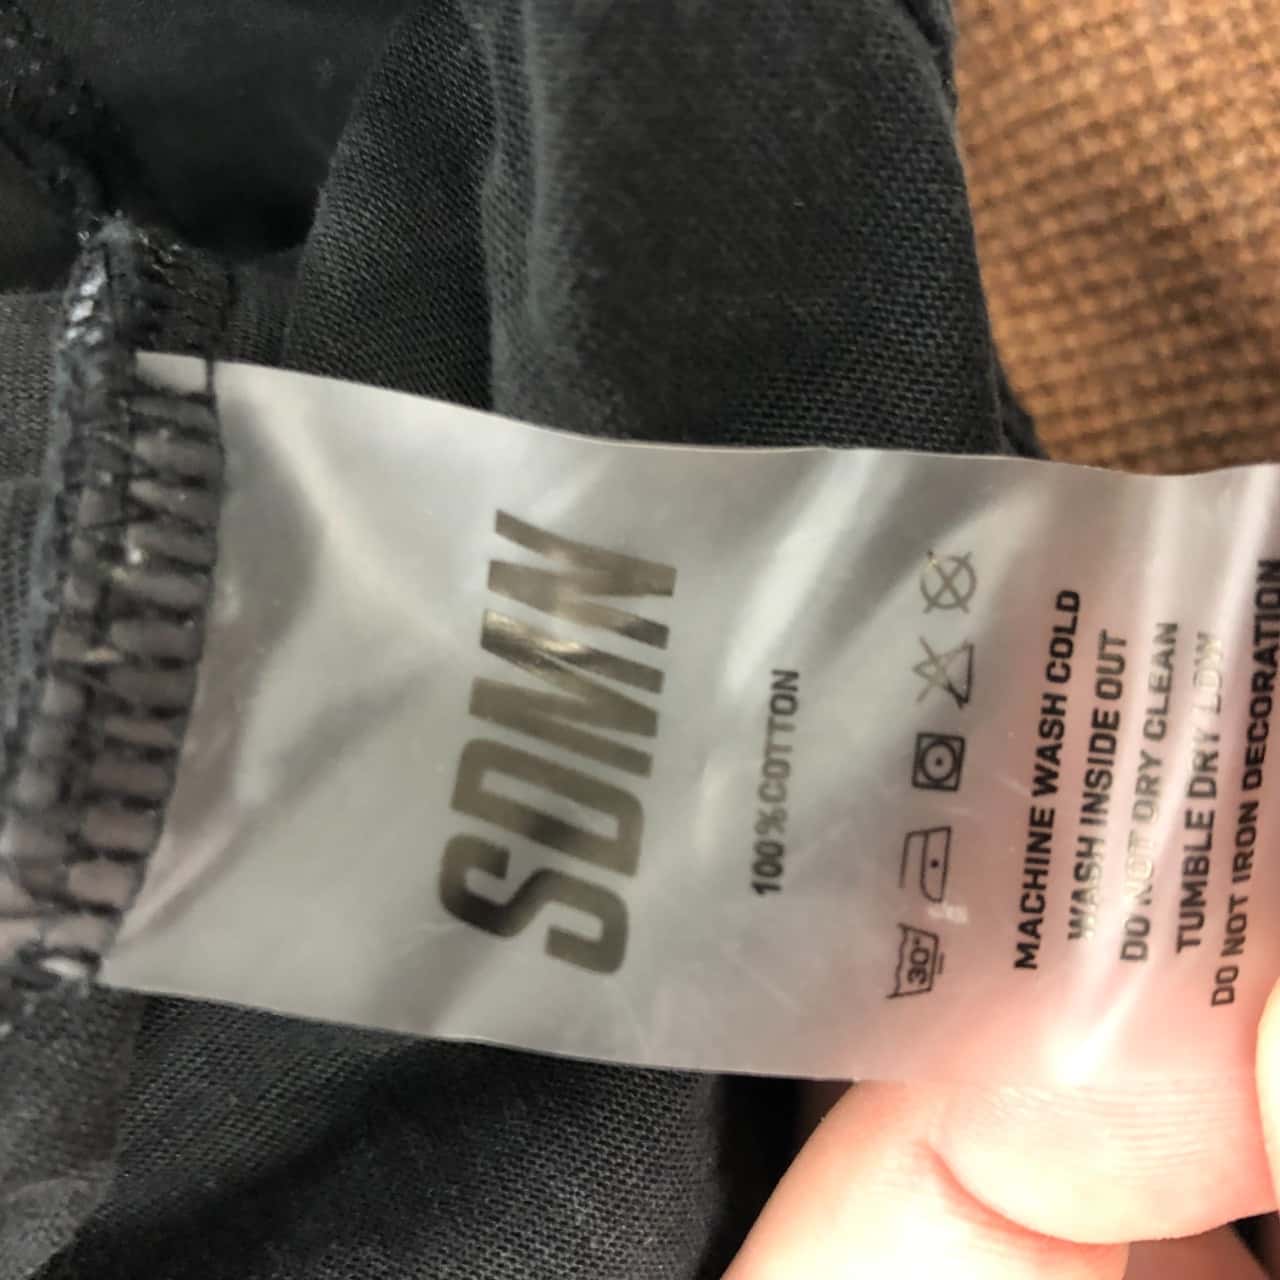 SDMN
100%COTTON
30°
MACHINE WASH COLD
WASH INSIDE OUT
DO NOT DRY CLEAN
TUMBLE DRY LOW
DO NOT IRON DECORATION